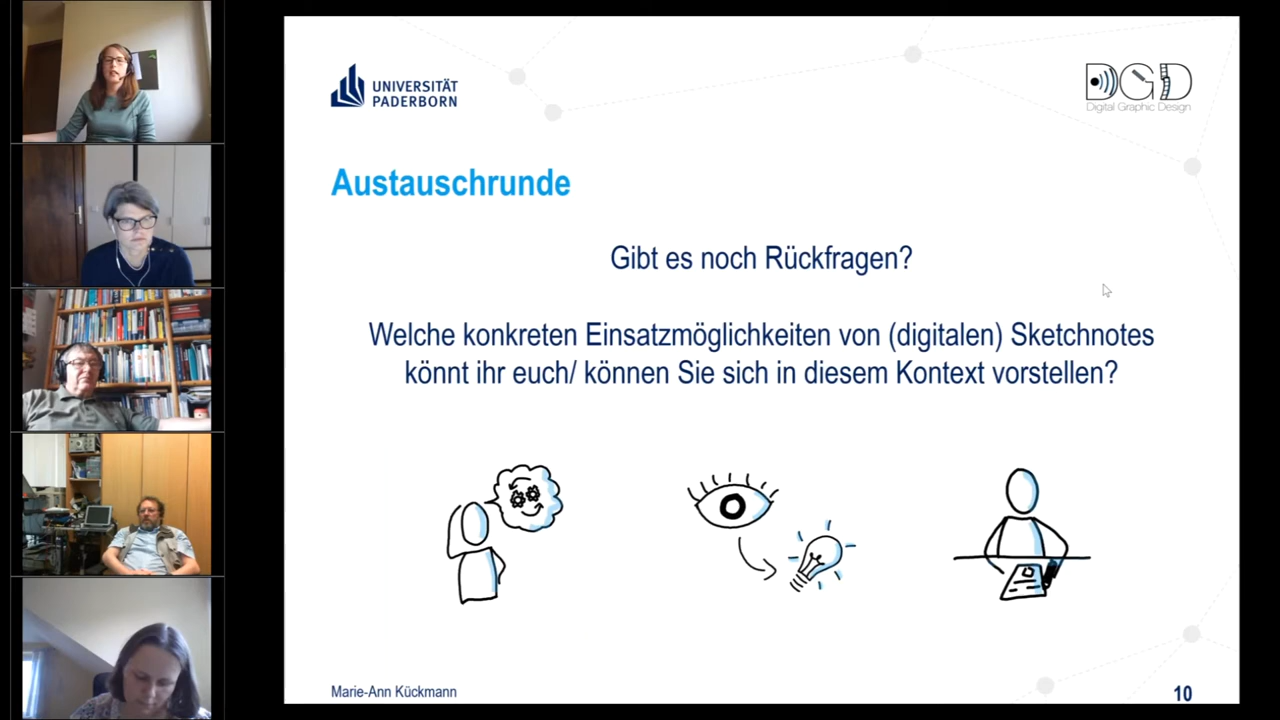 UNIVERSITÄT
PADERBORN
DGD
Digital Graphic Design
Austauschrunde
Gibt es noch Rückfragen?
Welche konkreten Einsatzmöglichkeiten von (digitalen) Sketchnotes
könnt ihr euch/ können Sie sich in diesem Kontext vorstellen?
Marie-Ann Kückmann
10